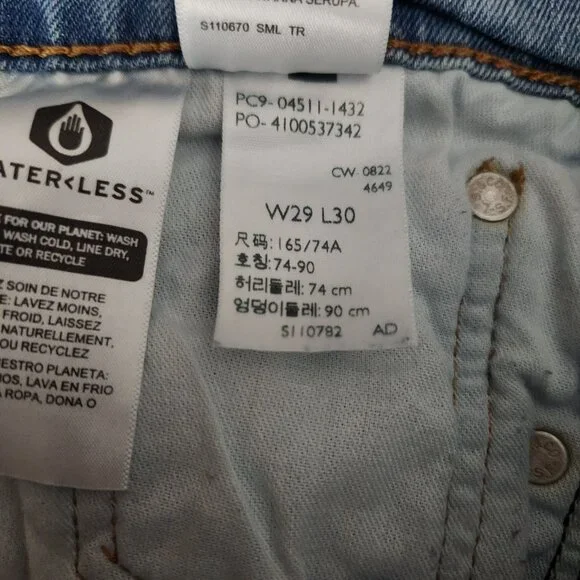 S110670 SML TR
PC9-04511-1432
PO-4100537342
CW 0822
4649
W29 L30
尺码: 165/74A
호칭: 74-90
허리둘레: 74 cm
엉덩이둘레: 90 cm
S110782 AD
ATER<LESS™
FOR OUR PLANET: WASH
WASH COLD, LINE DRY,
OR RECYCLE
SOIN DE NOTRE
LAVEZ MOINS,
FROID, LAISSEZ
NATURELLEMENT,
OU RECYCLEZ
ESTRO PLANETA:
OS, LAVA EN FRIO
ROPA, DONA O